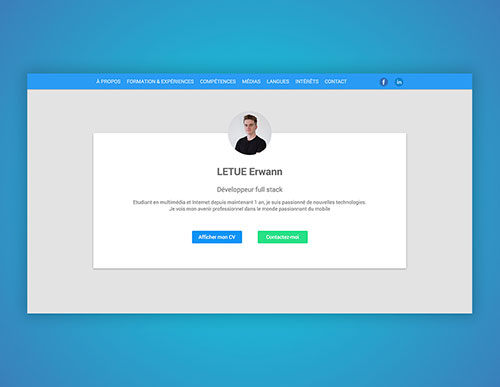 À PROPOS FORMATION & EXPÉRIENCES COMPÉTENCES MÉDIAS LANGUES INTÉRÊTS CONTACT f in
LETUE Erwann
Développeur full stack
Etudiant en multimédia et Internet depuis maintenant 1 an, je suis passionné de nouvelles technologies.
Je vois mon avenir professionnel dans le monde passionnant du mobile
Afficher mon CV Contactez-moi